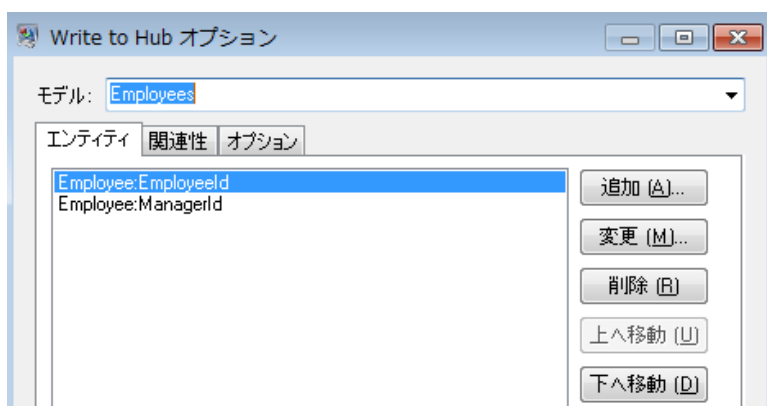 Write to Hub オプション
モデル: Employees
エンティティ 関連性 オプション
Employee:EmployeeId
Employee:ManagerId
追加 (A)...
変更 (M)...
削除 (R)
上へ移動 (U)
下へ移動 (D)